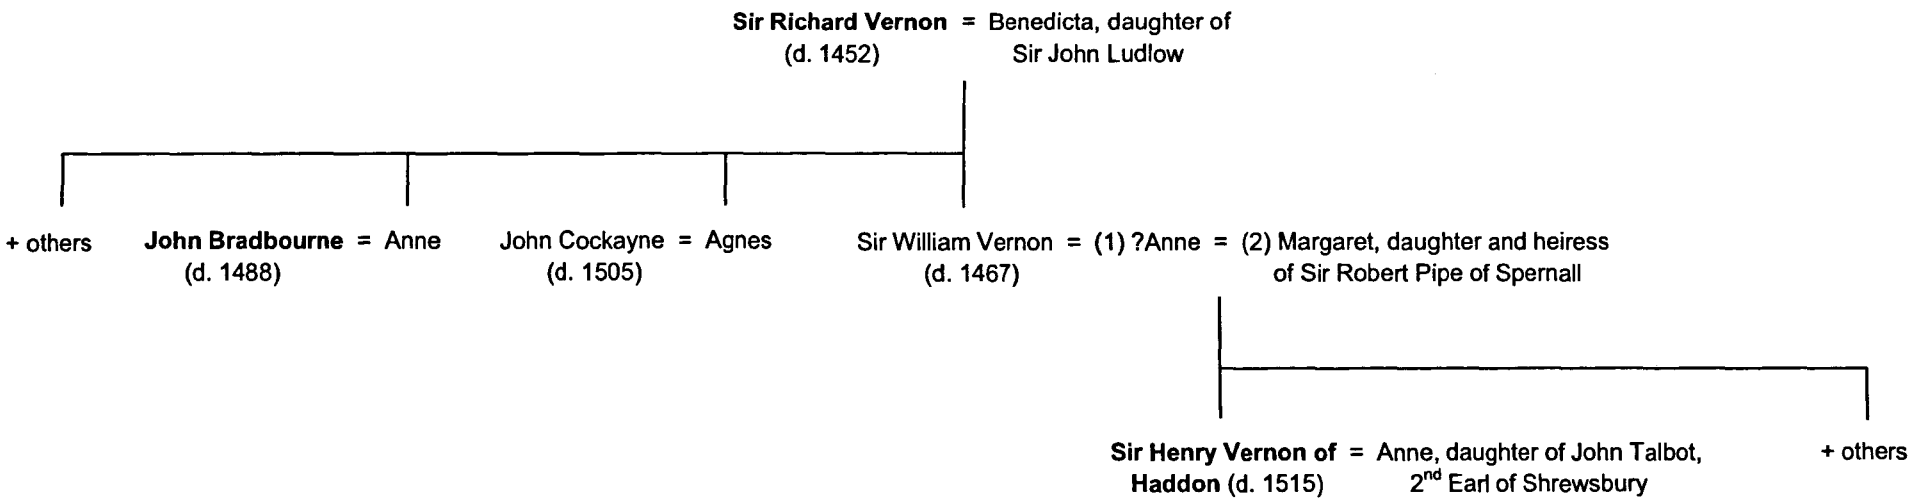 Sir Richard Vernon = Benedicta, daughter of
(d. 1452) Sir John Ludlow
+ others John Bradbourne = Anne John Cockayne = Agnes Sir William Vernon = (1) ?Anne = (2) Margaret, daughter and heiress
(d. 1488) (d. 1505) (d. 1467) of Sir Robert Pipe of Spernall
Sir Henry Vernon of = Anne, daughter of John Talbot, + others
Haddon (d. 1515) 2nd Earl of Shrewsbury